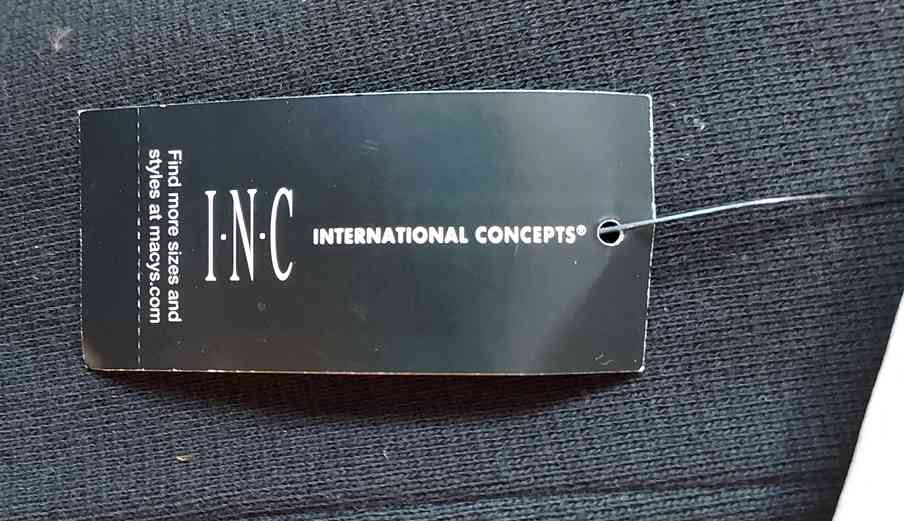 I·N·C
INTERNATIONAL CONCEPTS®
Find more sizes and
styles at macys.com